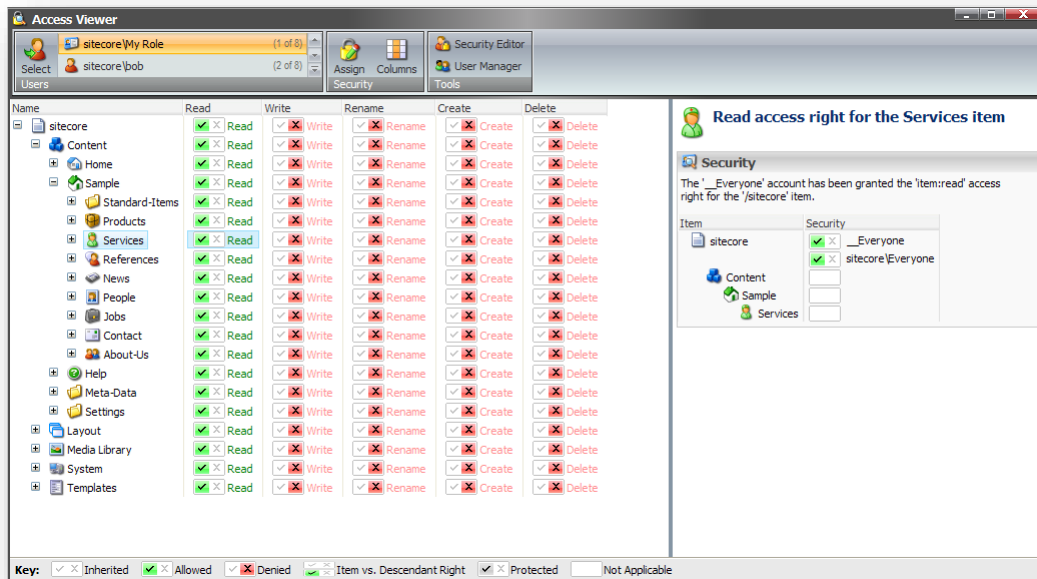 Access Viewer
Select
Users
sitecore\My Role (1 of 8)
sitecore\bob (2 of 8)
Assign Columns
Security
Security Editor
User Manager
Tools
Name Read Write Rename Create Delete
sitecore Read Write Rename Create Delete
Content Read Write Rename Create Delete
Home Read Write Rename Create Delete
Sample Read Write Rename Create Delete
Standard-Items Read Write Rename Create Delete
Products Read Write Rename Create Delete
Services Read Write Rename Create Delete
References Read Write Rename Create Delete
News Read Write Rename Create Delete
People Read Write Rename Create Delete
Jobs Read Write Rename Create Delete
Contact Read Write Rename Create Delete
About-Us Read Write Rename Create Delete
Help Read Write Rename Create Delete
Meta-Data Read Write Rename Create Delete
Settings Read Write Rename Create Delete
Layout Read Write Rename Create Delete
Media Library Read Write Rename Create Delete
System Read Write Rename Create Delete
Templates Read Write Rename Create Delete
Read access right for the Services item
Security
The '__Everyone' account has been granted the 'item:read' access
right for the '/sitecore' item.
Item Security
sitecore __Everyone
sitecore\Everyone
Content
Sample
Services
Key: Inherited Allowed Denied Item vs. Descendant Right Protected Not Applicable